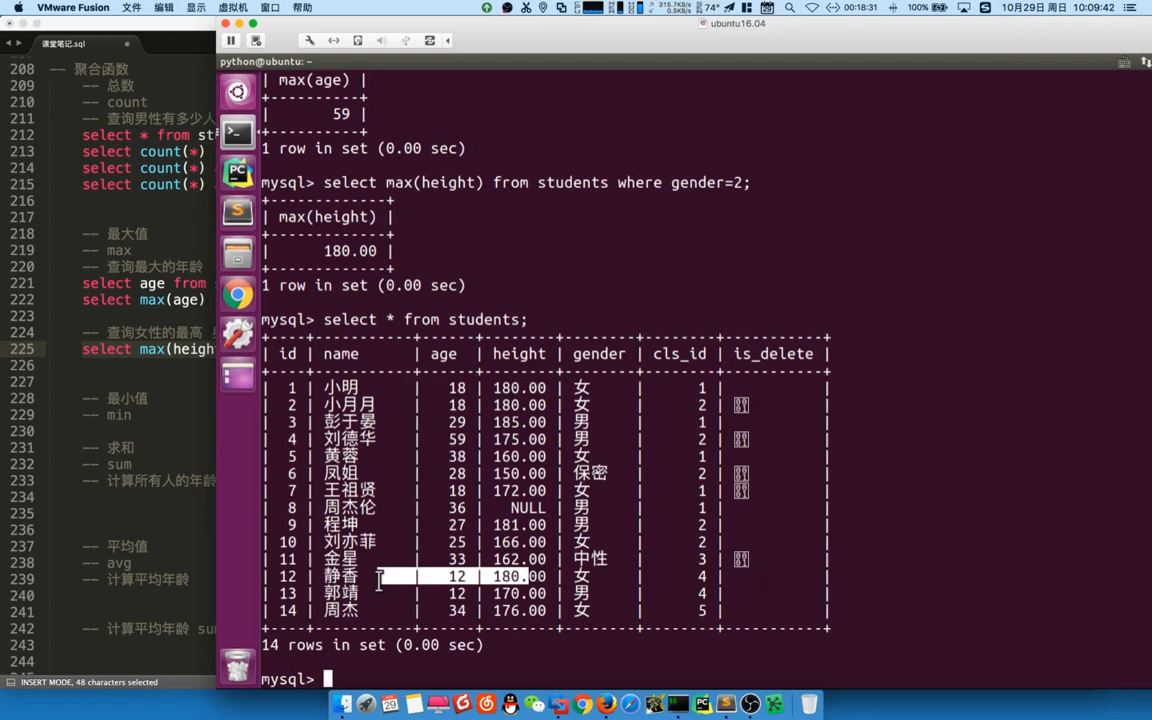 VMware Fusion 文件 编辑 显示 虚拟机 窗口 帮助 315.7KB/s 74° 00:18:31 100% 10月29日 周日 10:09:42
课堂笔记.sql
ubuntu16.04
python@ubuntu: ~
208 -- 聚合函数
209 -- 总数
210 -- count
211 -- 查询男性有多少人
212 select * from st
213 select count(*)
214 select count(*)
215 select count(*)
216
217
218 -- 最大值
219 -- max
220 -- 查询最大的年龄
221 select age from
222 select max(age)
223
224 -- 查询女性的最高
225 select max(heigh
226
227
228 -- 最小值
229 -- min
230
231 -- 求和
232 -- sum
233 -- 计算所有人的年龄
234
235
236
237 -- 平均值
238 -- avg
239 -- 计算平均年龄
240
241
242 -- 计算平均年龄 su
243
244
INSERT MODE, 48 characters selected
| max(age) |
+----------+
| 59 |
+----------+
1 row in set (0.00 sec)
mysql> select max(height) from students where gender=2;
+-------------+
| max(height) |
+-------------+
| 180.00 |
+-------------+
1 row in set (0.00 sec)
mysql> select * from students;
+----+-----------+------+--------+--------+--------+-----------+
| id | name | age | height | gender | cls_id | is_delete |
+----+-----------+------+--------+--------+--------+-----------+
| 1 | 小明 | 18 | 180.00 | 女 | 1 | |
| 2 | 小月月 | 18 | 180.00 | 女 | 2 | |
| 3 | 彭于晏 | 29 | 185.00 | 男 | 1 | |
| 4 | 刘德华 | 59 | 175.00 | 男 | 2 | |
| 5 | 黄蓉 | 38 | 160.00 | 女 | 1 | |
| 6 | 凤姐 | 28 | 150.00 | 保密 | 2 | |
| 7 | 王祖贤 | 18 | 172.00 | 女 | 1 | |
| 8 | 周杰伦 | 36 | NULL | 男 | 1 | |
| 9 | 程坤 | 27 | 181.00 | 男 | 2 | |
| 10 | 刘亦菲 | 25 | 166.00 | 女 | 2 | |
| 11 | 金星 | 33 | 162.00 | 中性 | 3 | |
| 12 | 静香 | 12 | 180.00 | 女 | 4 | |
| 13 | 郭靖 | 12 | 170.00 | 男 | 4 | |
| 14 | 周杰 | 34 | 176.00 | 女 | 5 | |
+----+-----------+------+--------+--------+--------+-----------+
14 rows in set (0.00 sec)
mysql>